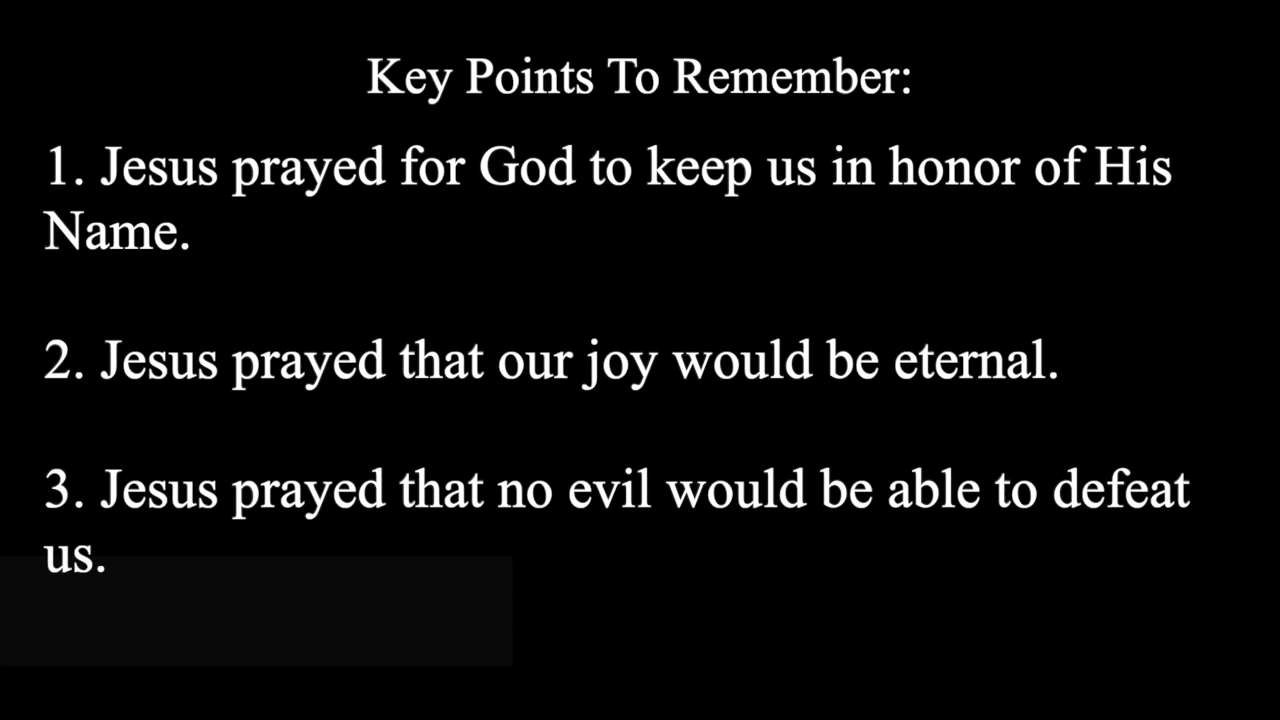 Key Points To Remember:
1. Jesus prayed for God to keep us in honor of His
Name.
2. Jesus prayed that our joy would be eternal.
3. Jesus prayed that no evil would be able to defeat
us.